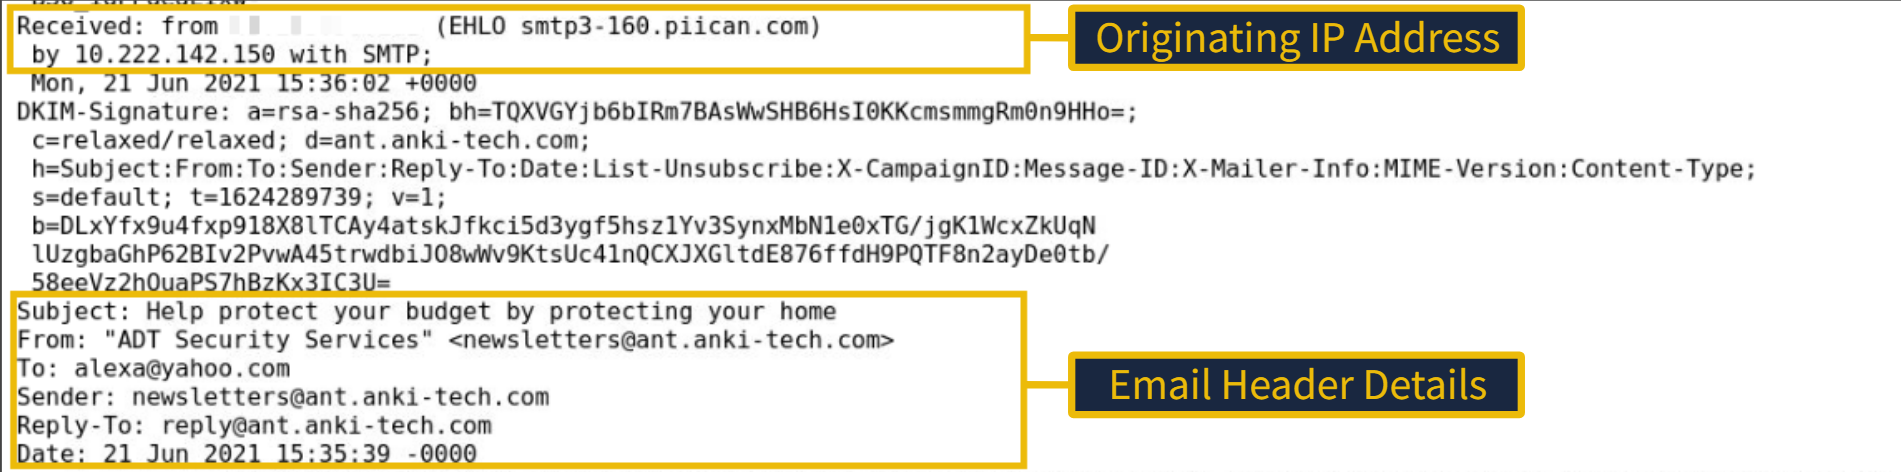 Received: from (EHLO smtp3-160.piican.com)
by 10.222.142.150 with SMTP;
Originating IP Address
Mon, 21 Jun 2021 15:36:02 +0000
DKIM-Signature: a=rsa-sha256; bh=TQXVGYjb6bIRm7BAsWwSHB6HsI0KKcmsmmgRm0n9HHo=;
c=relaxed/relaxed; d=ant.anki-tech.com;
h=Subject:From:To:Sender:Reply-To:Date:List-Unsubscribe:X-CampaignID:Message-ID:X-Mailer-Info:MIME-Version:Content-Type;
s=default; t=1624289739; v=1;
b=DLxYfx9u4fxp918X8lTCAy4atskJfkci5d3ygf5hsz1Yv3SynxMbN1e0xTG/jgK1WcxZkUqN
lUzgbaGhP62BIv2PvwA45trwdbiJO8wWv9KtsUc41nQCXJXGltdE876ffdH9PQTF8n2ayDe0tb/
58eeVz2hOuaPS7hBzKx3IC3U=
Subject: Help protect your budget by protecting your home
From: "ADT Security Services" <newsletters@ant.anki-tech.com>
To: alexa@yahoo.com
Sender: newsletters@ant.anki-tech.com
Reply-To: reply@ant.anki-tech.com
Date: 21 Jun 2021 15:35:39 -0000
Email Header Details